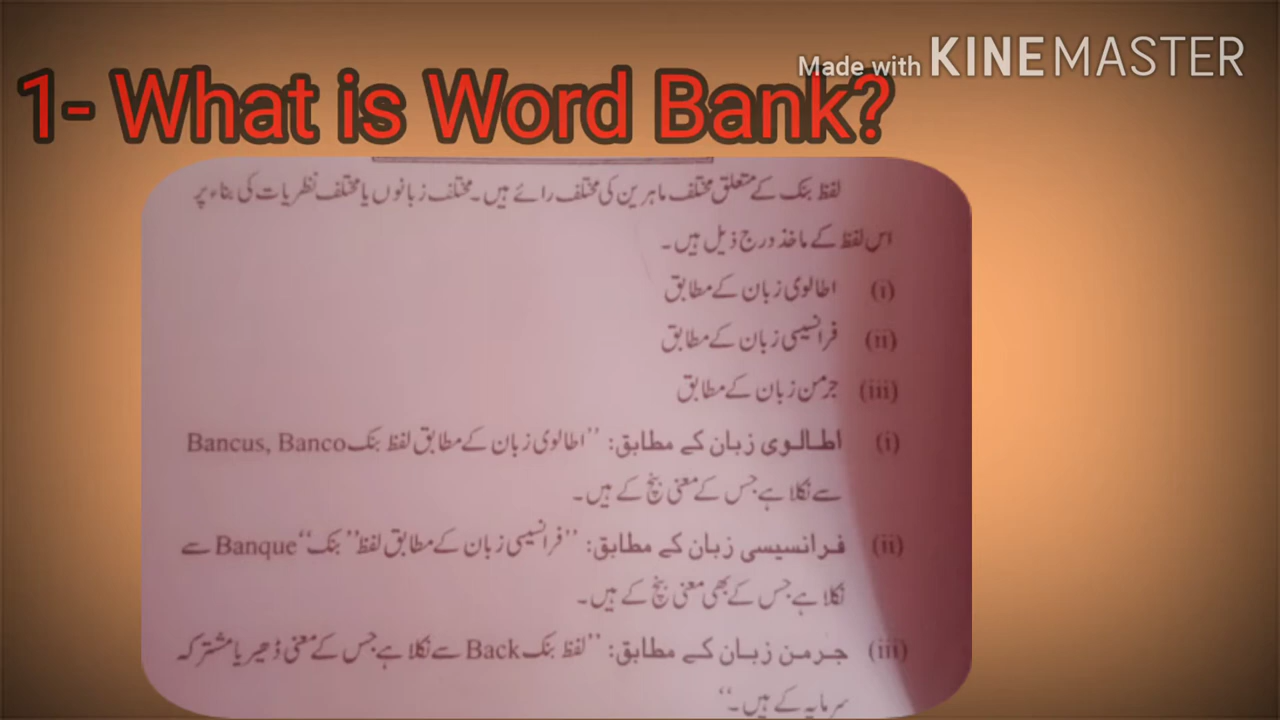 Made with KINEMASTER
1- What is Word Bank?
لفظ بنک کے متعلق مختلف ماہرین کی مختلف رائے ہیں۔ مختلف زبانوں یا مختلف نظریات کی بناء پر
اس لفظ کے ماخذ درج ذیل ہیں۔
(i) اطالوی زبان کے مطابق
(ii) فرانسیسی زبان کے مطابق
(iii) جرمن زبان کے مطابق
(i) اطالوی زبان کے مطابق: ’’اطالوی زبان کے مطابق لفظ بنک Bancus, Banco
سے نکلا ہے جس کے معنی بنچ کے ہیں۔
(ii) فرانسیسی زبان کے مطابق: ’’فرانسیسی زبان کے مطابق لفظ ’’بنک‘‘ Banque سے
نکلا ہے جس کے بھی معنی بنچ کے ہیں۔
(iii) جرمن زبان کے مطابق: ’’لفظ بنک Back سے نکلا ہے جس کے معنی ڈھیر یا مشترکہ
سرمایہ کے ہیں۔‘‘